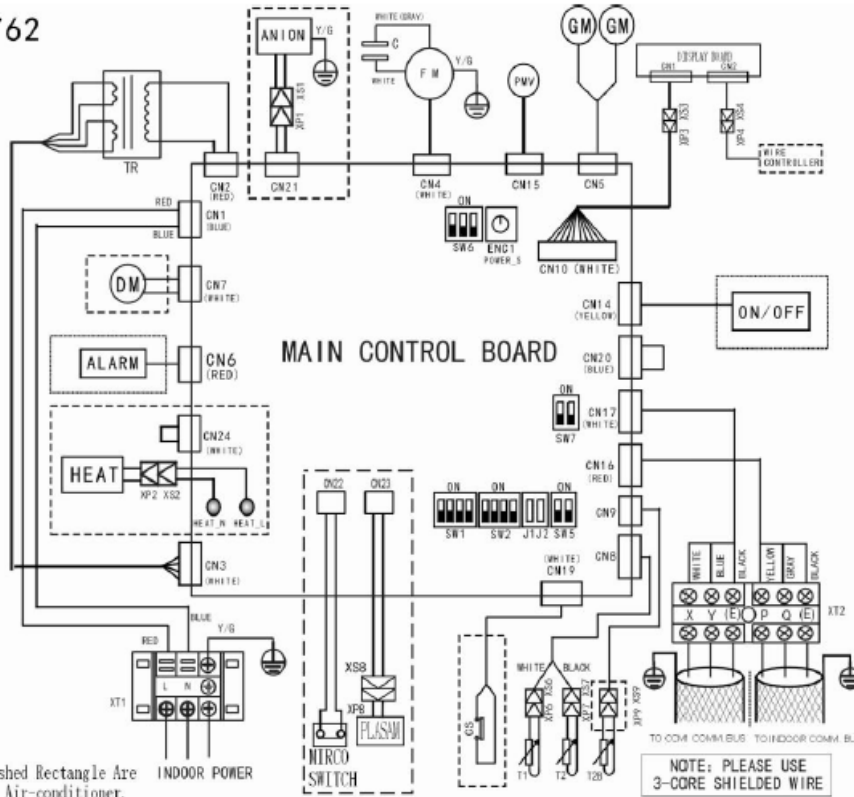 762
ANION
Y/G
XS1
XP1
WHITE(GRAY)
C
WHITE
FM
Y/G
PMV
GM
GM
DISPLAY BOARD
CN1
CN2
XS3
XP3
XS4
XP4
WIRE
CONTROLLER
TR
CN2
(RED)
CN21
CN4
(WHITE)
CN15
CN5
RED
BLUE
CN1
(BLUE)
ON
SW6
ENC1
POWER_S
CN10 (WHITE)
DM
CN7
(WHITE)
CN14
(YELLOW)
ON/OFF
ALARM
CN6
(RED)
MAIN CONTROL BOARD
CN20
(BLUE)
ON
SW7
CN17
(WHITE)
CN24
(WHITE)
HEAT
XP2 XS2
HEAT_N
HEAT_L
CN22
CN23
ON
SW1
ON
SW2
J1J2
ON
SW5
CN16
(RED)
CN9
CN8
CN3
(WHITE)
(WHITE)
CN19
WHITE
BLUE
BLACK
YELLOW
GRAY
BLACK
X Y (E) P Q (E)
XT2
BLUE
RED
Y/G
XT1
L N
XS8
XP8
PLASAM
MIRCO
SWITCH
CS
WHITE
BLACK
XS6
XP6
XS7
XP7
XS9
XP9
T1
T2
T2B
TO CCMI COMM.BUS
TO INDOOR COMM. BU
shed Rectangle Are
Air-conditioner.
INDOOR POWER
NOTE: PLEASE USE
3-CORE SHIELDED WIRE